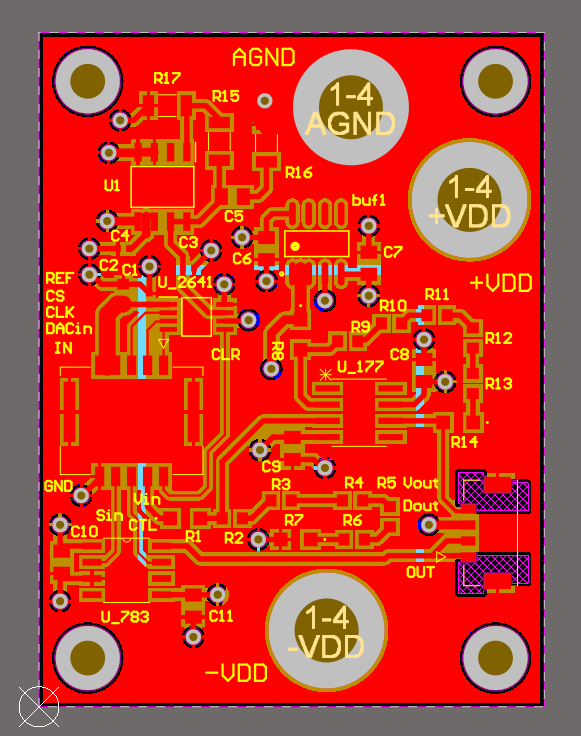 AGND
R17
1-4
AGND
R15
R16
U1
1-4
+VDD
buf1
C5
C4
C3
C6
C7
C2
C1
+VDD
REF
U_2641
CS
CLK
DACin
IN
R11
R10
R9
R12
CLR
R8
C8
U_177
R13
R14
C9
GND
Vin
R3
R4
R5
Vout
Dout
Sin
CTL
C10
R1
R2
R7
R6
OUT
U_783
C11
1-4
-VDD
-VDD